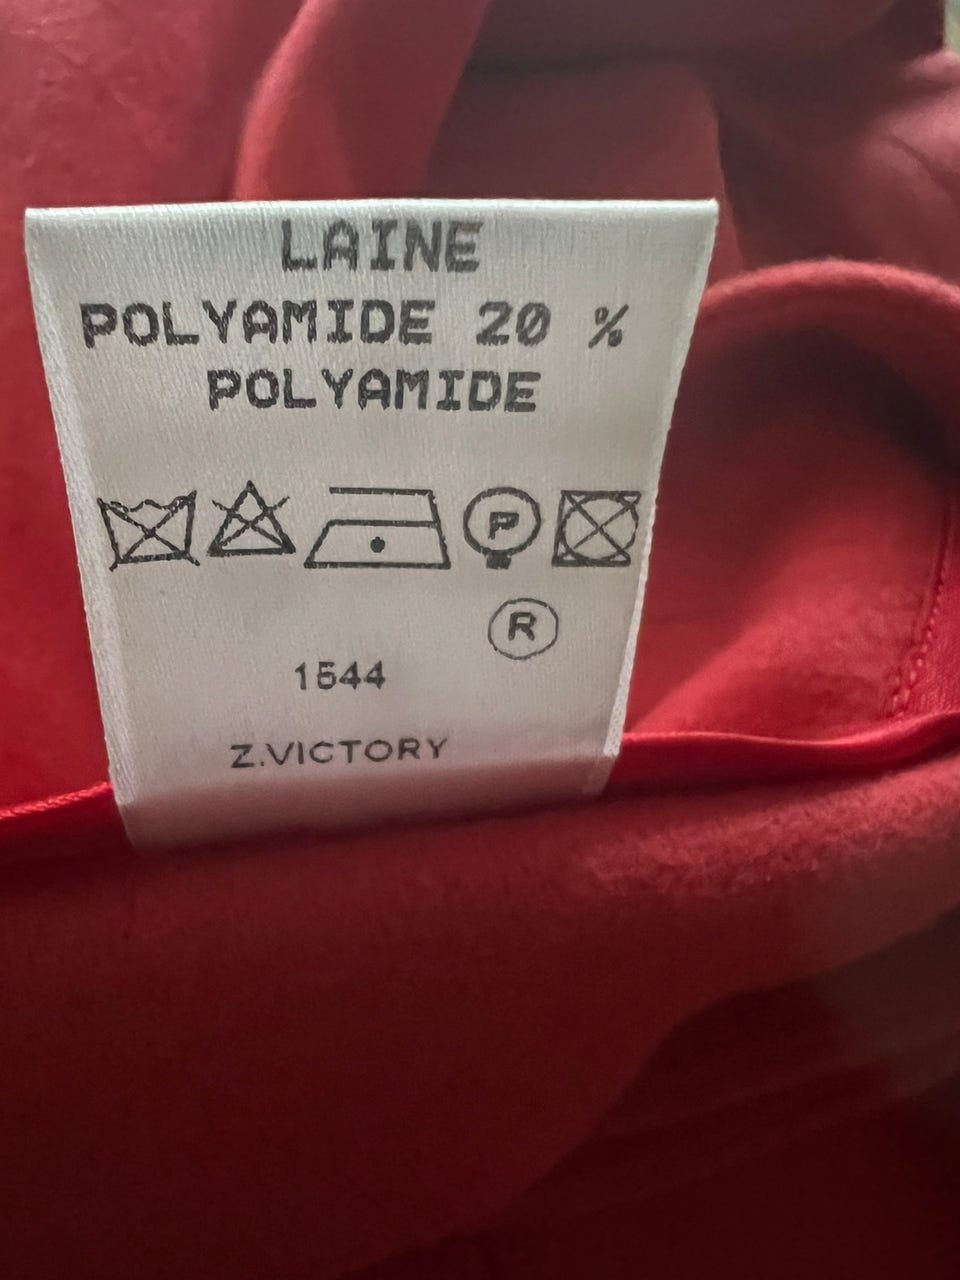 LAINE
POLYAMIDE 20 %
POLYAMIDE
P
R
1544
Z.VICTORY